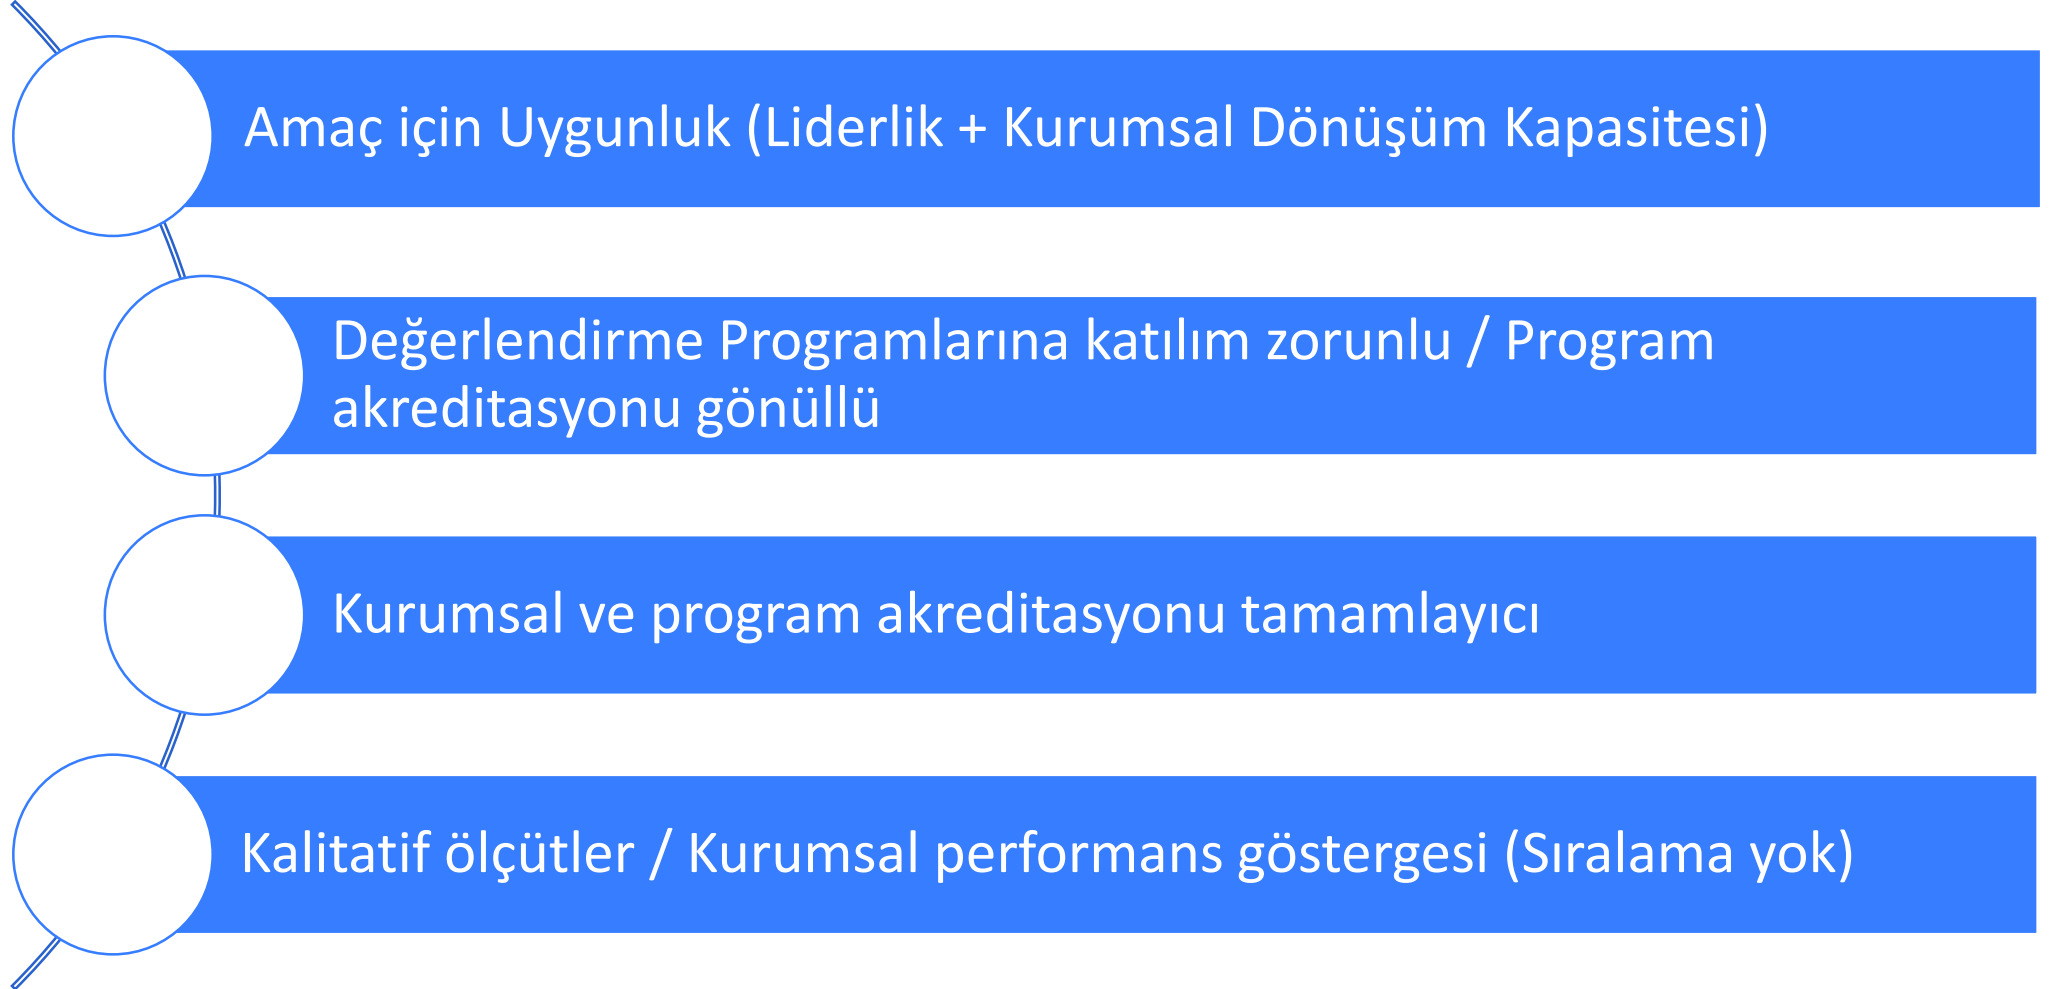 Amaç için Uygunluk (Liderlik + Kurumsal Dönüşüm Kapasitesi)
Değerlendirme Programlarına katılım zorunlu / Program
akreditasyonu gönüllü
Kurumsal ve program akreditasyonu tamamlayıcı
Kalitatif ölçütler / Kurumsal performans göstergesi (Sıralama yok)